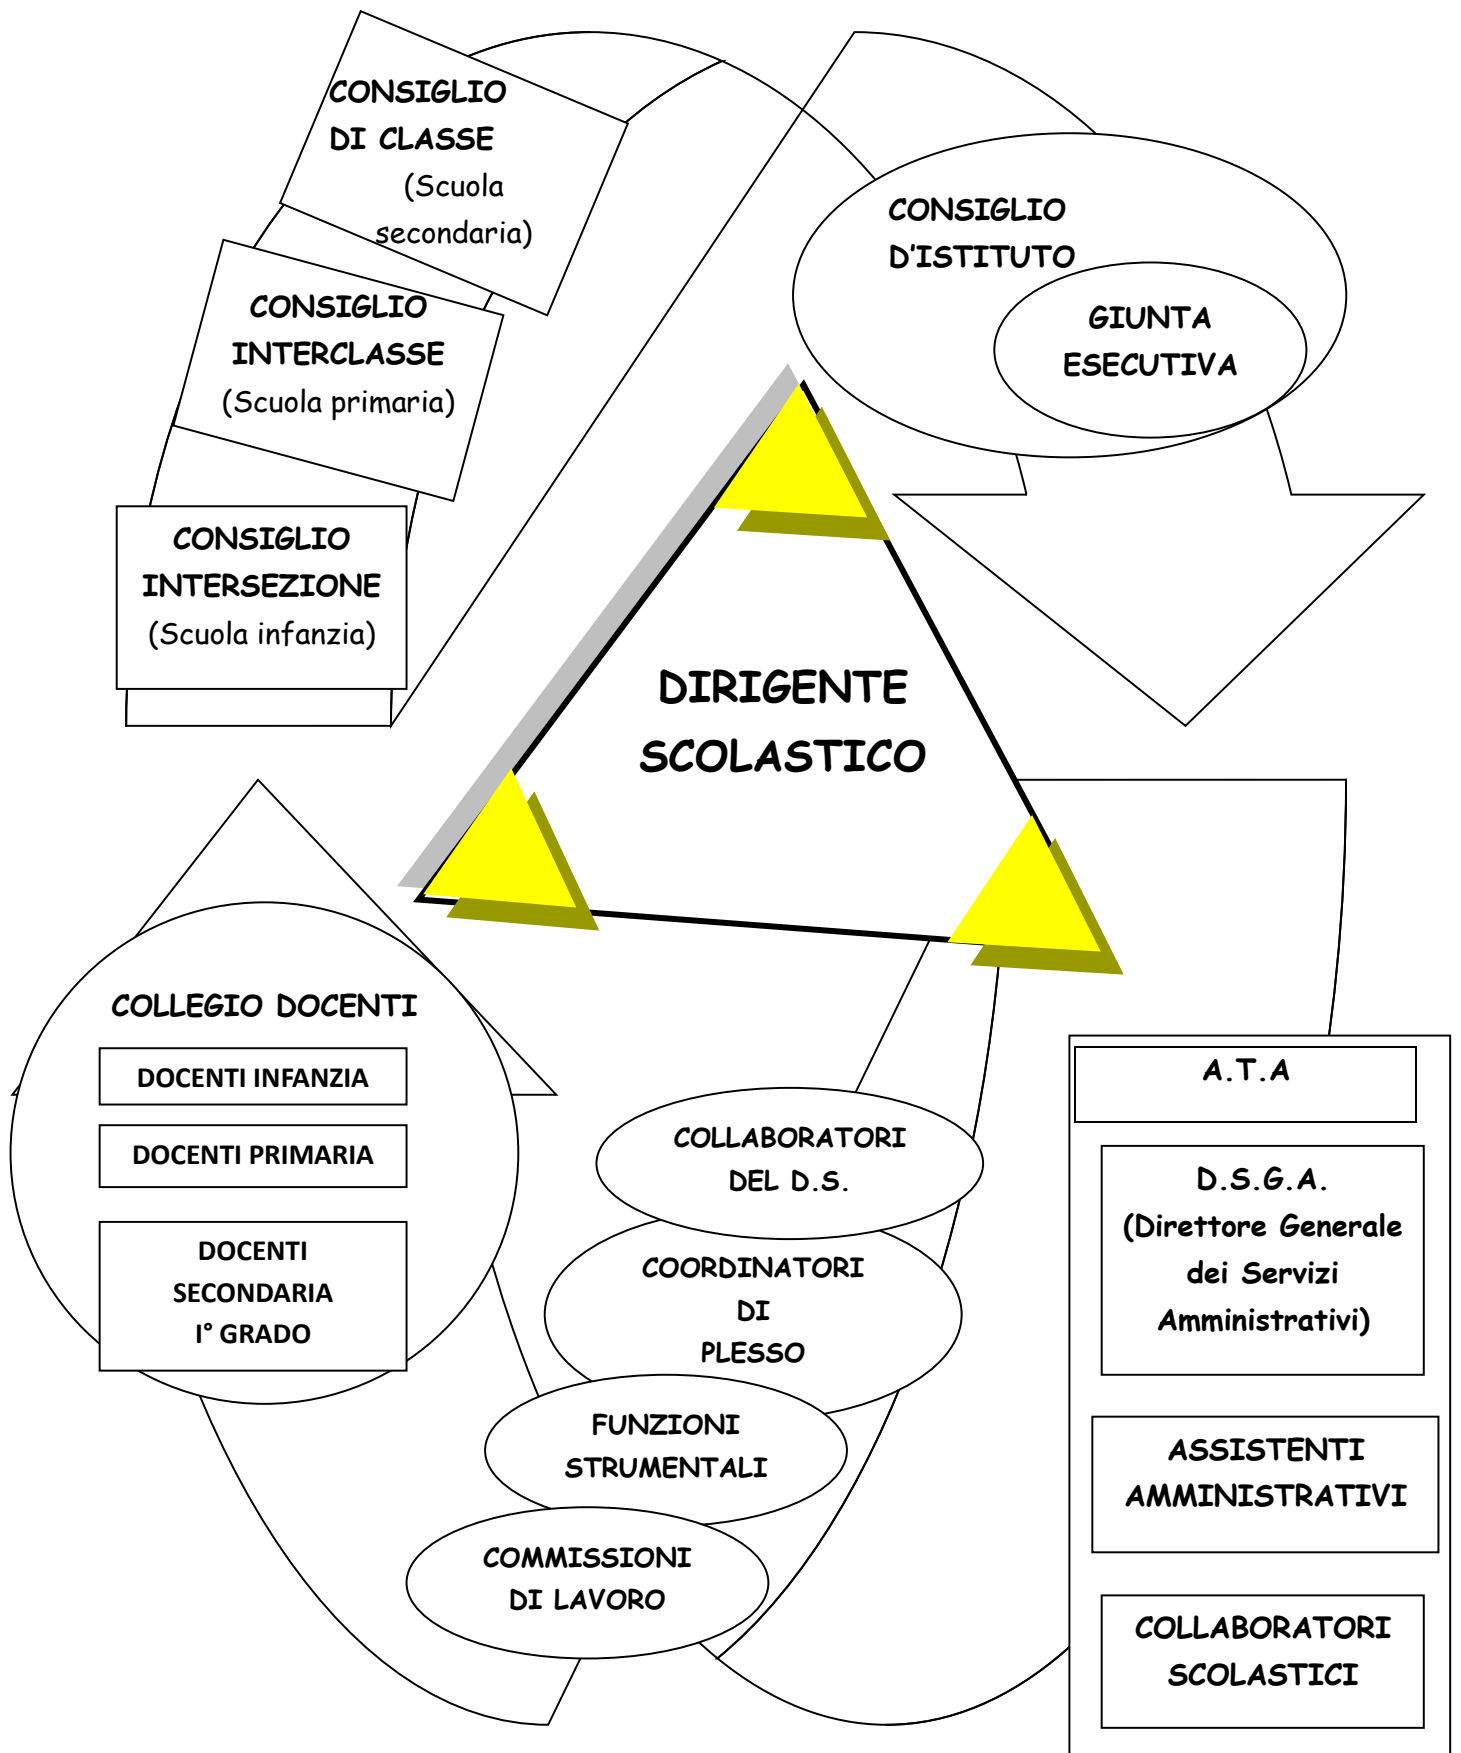 CONSIGLIO
DI CLASSE
(Scuola
secondaria)
CONSIGLIO
INTERCLASSE
(Scuola primaria)
CONSIGLIO
INTERSEZIONE
(Scuola infanzia)
CONSIGLIO
D'ISTITUTO
GIUNTA
ESECUTIVA
DIRIGENTE
SCOLASTICO
COLLEGIO DOCENTI
DOCENTI INFANZIA
DOCENTI PRIMARIA
DOCENTI
SECONDARIA
I° GRADO
COLLABORATORI
DEL D.S.
COORDINATORI
DI
PLESSO
FUNZIONI
STRUMENTALI
COMMISSIONI
DI LAVORO
A.T.A
D.S.G.A.
(Direttore Generale
dei Servizi
Amministrativi)
ASSISTENTI
AMMINISTRATIVI
COLLABORATORI
SCOLASTICI